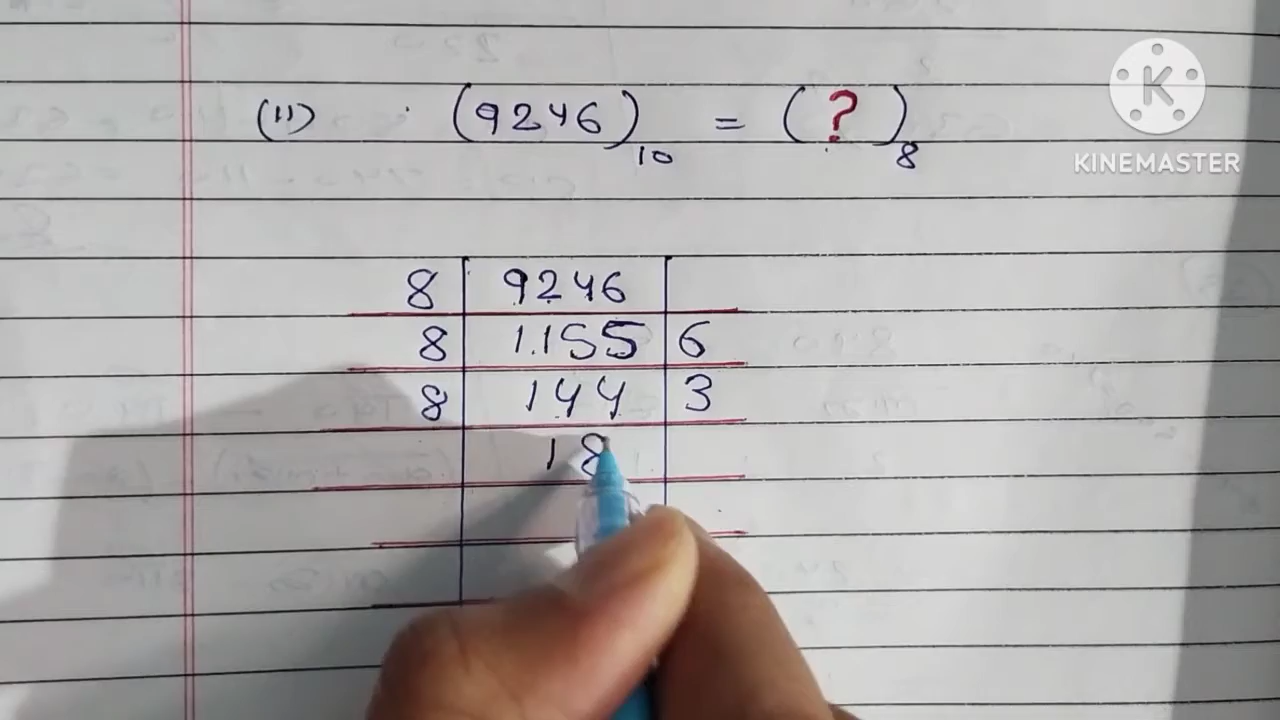 (11) (9246)10 = (?)8
K
KINEMASTER
8 9246
8 1155 6
8 144 3
18